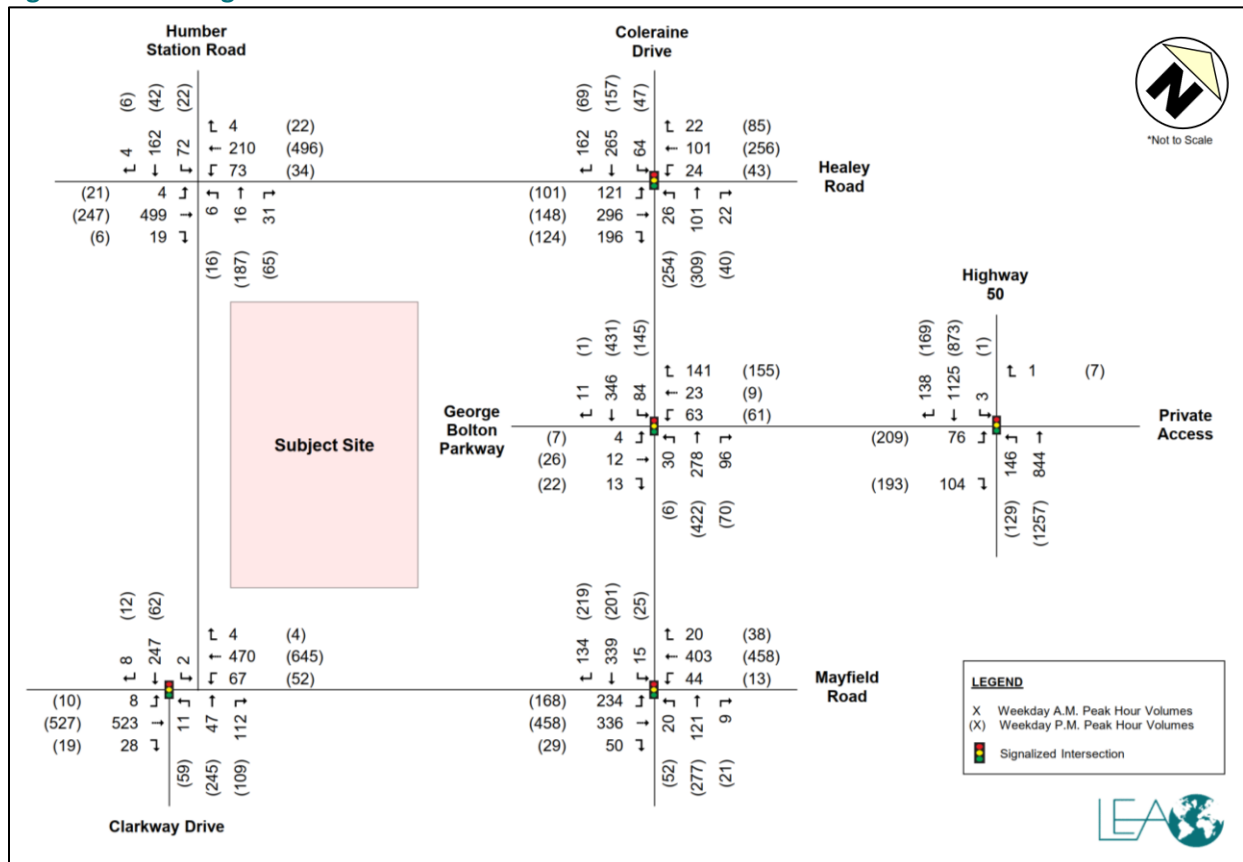 Humber
Station Road
Coleraine
Drive
N
*Not to Scale
(6) (42) (22)
4 162 72
4 (22)
210 (496)
73 (34)
(69) (157) (47)
162 265 64
22 (85)
101 (256)
24 (43)
Healey
Road
(21) 4
(247) 499
(6) 19
6 16 31
(16) (187) (65)
(101) 121
(148) 296
(124) 196
26 101 22
(254) (309) (40)
Highway
50
Subject Site
George
Bolton
Parkway
(1) (431) (145)
11 346 84
141 (155)
23 (9)
63 (61)
(7) 4
(26) 12
(22) 13
30 278 96
(6) (422) (70)
(169) (873) (1)
138 1125 3
1 (7)
Private
Access
(209) 76
(193) 104
146 844
(129) (1257)
(12) (62)
8 247 2
4 (4)
470 (645)
67 (52)
(10) 8
(527) 523
(19) 28
11 47 112
(59) (245) (109)
Clarkway Drive
(219) (201) (25)
134 339 15
20 (38)
403 (458)
44 (13)
Mayfield
Road
(168) 234
(458) 336
(29) 50
20 121 9
(52) (277) (21)
LEGEND
X Weekday A.M. Peak Hour Volumes
(X) Weekday P.M. Peak Hour Volumes
Signalized Intersection
LEA